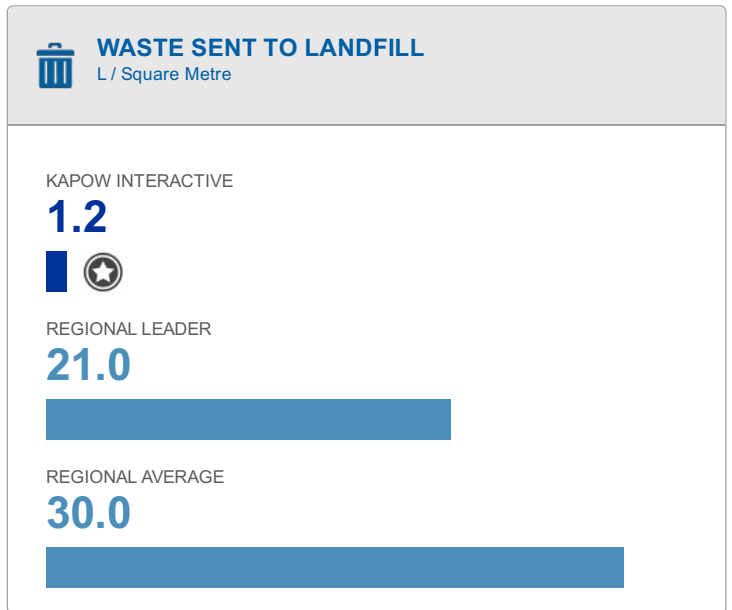 WASTE SENT TO LANDFILL
L / Square Metre
KAPOW INTERACTIVE
1.2
REGIONAL LEADER
21.0
REGIONAL AVERAGE
30.0